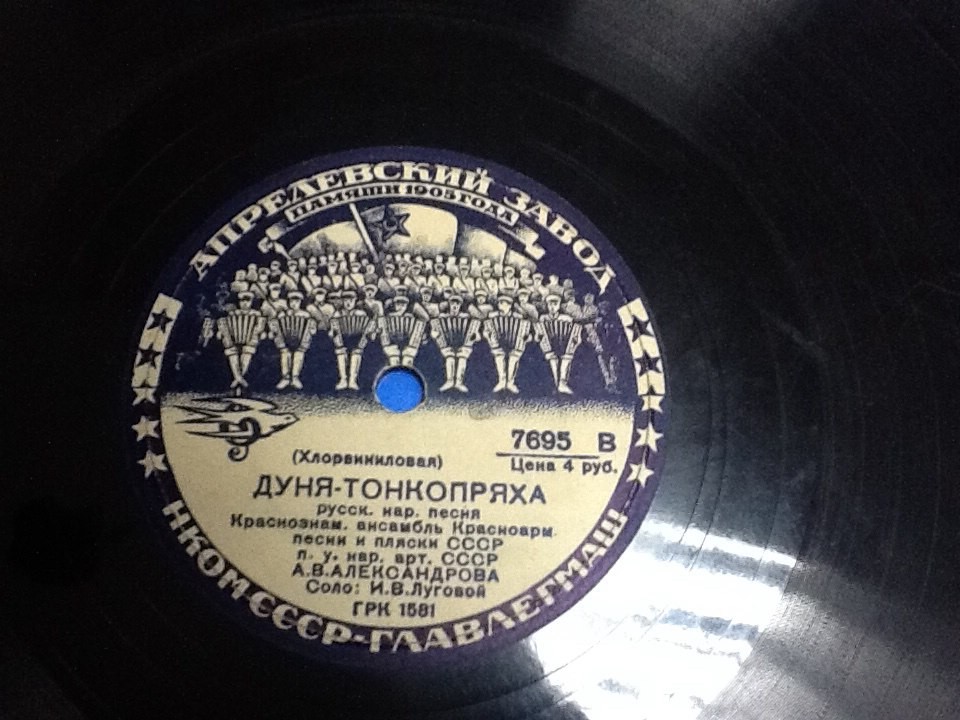 АПРЕЛЕВСКИЙ ЗАВОД
ПАМЯТИ 1905 ГОДА
7695 В
(Хлорвиниловая)
Цена 4 руб.
ДУНЯ-ТОНКОПРЯХА
русск. нар. песня
Краснознам. ансамбль Красноарм.
песни и пляски СССР
п. у. нар. арт. СССР
А.В.АЛЕКСАНДРОВА
Соло: И.В.Луговой
ГРК 1581
НКОМ-СССР-ГЛАВЛЕГМАШ